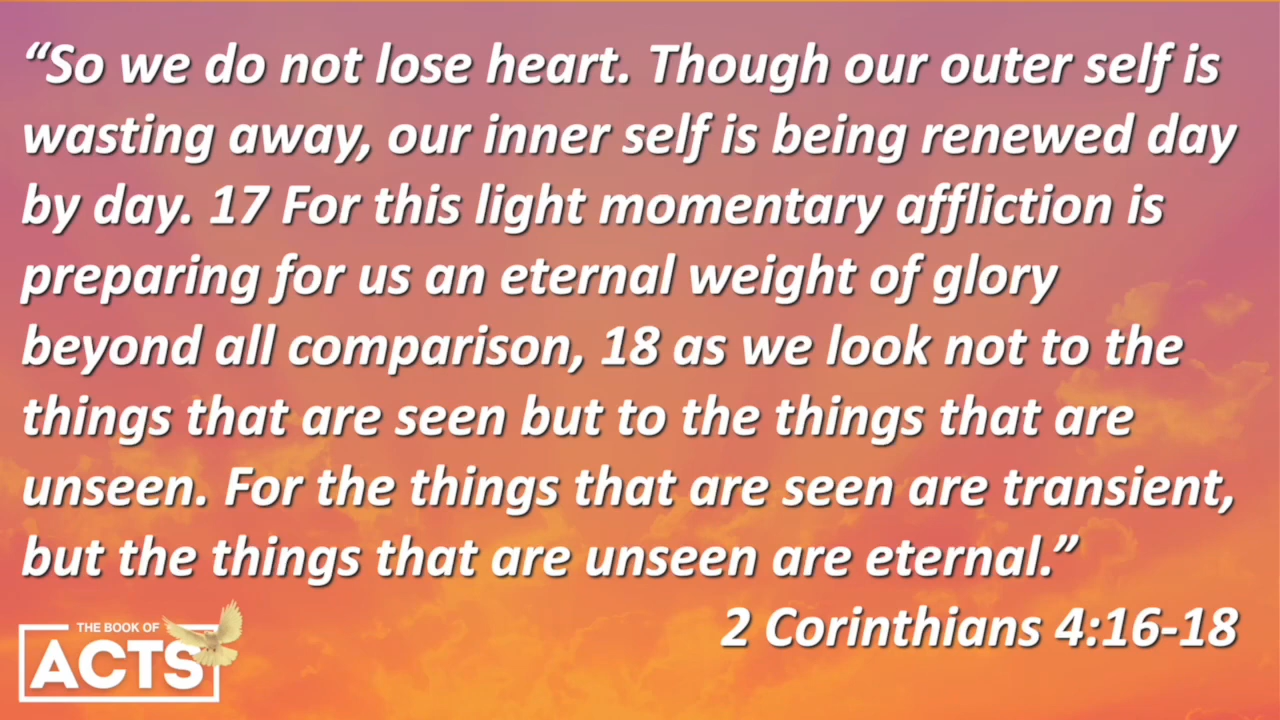 “So we do not lose heart. Though our outer self is
wasting away, our inner self is being renewed day
by day. 17 For this light momentary affliction is
preparing for us an eternal weight of glory
beyond all comparison, 18 as we look not to the
things that are seen but to the things that are
unseen. For the things that are seen are transient,
but the things that are unseen are eternal.”
2 Corinthians 4:16-18
THE BOOK OF
ACTS